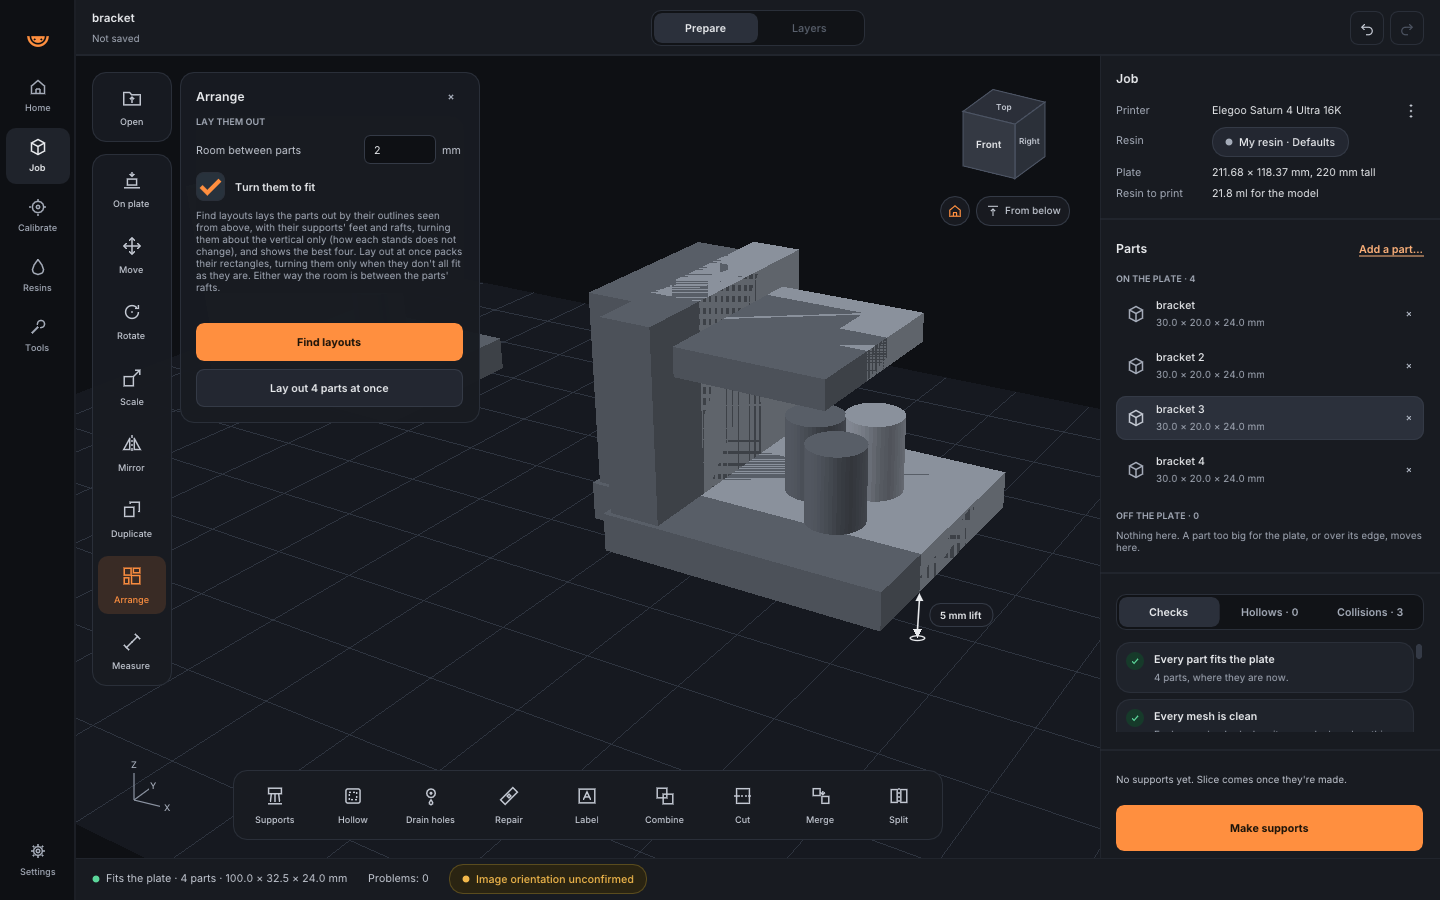 bracket
Not saved
Prepare
Layers
Home
Job
Calibrate
Resins
Tools
Settings
Open
On plate
Move
Rotate
Scale
Mirror
Duplicate
Arrange
Measure
Arrange
×
LAY THEM OUT
Room between parts
2
mm
Turn them to fit
Find layouts lays the parts out by their outlines seen
from above, with their supports' feet and rafts, turning
them about the vertical only (how each stands does not
change), and shows the best four. Lay out at once packs
their rectangles, turning them only when they don't all fit
as they are. Either way the room is between the parts'
rafts.
Find layouts
Lay out 4 parts at once
Top
Front
Right
From below
5 mm lift
Z
Y
X
Supports
Hollow
Drain holes
Repair
Label
Combine
Cut
Merge
Split
Fits the plate · 4 parts · 100.0 × 32.5 × 24.0 mm
Problems: 0
Image orientation unconfirmed
Job
Printer
Elegoo Saturn 4 Ultra 16K
Resin
My resin · Defaults
Plate
211.68 × 118.37 mm, 220 mm tall
Resin to print
21.8 ml for the model
Parts
Add a part...
ON THE PLATE · 4
bracket
30.0 × 20.0 × 24.0 mm
×
bracket 2
30.0 × 20.0 × 24.0 mm
×
bracket 3
30.0 × 20.0 × 24.0 mm
×
bracket 4
30.0 × 20.0 × 24.0 mm
×
OFF THE PLATE · 0
Nothing here. A part too big for the plate, or over its edge, moves
here.
Checks
Hollows · 0
Collisions · 3
Every part fits the plate
4 parts, where they are now.
Every mesh is clean
No supports yet. Slice comes once they're made.
Make supports